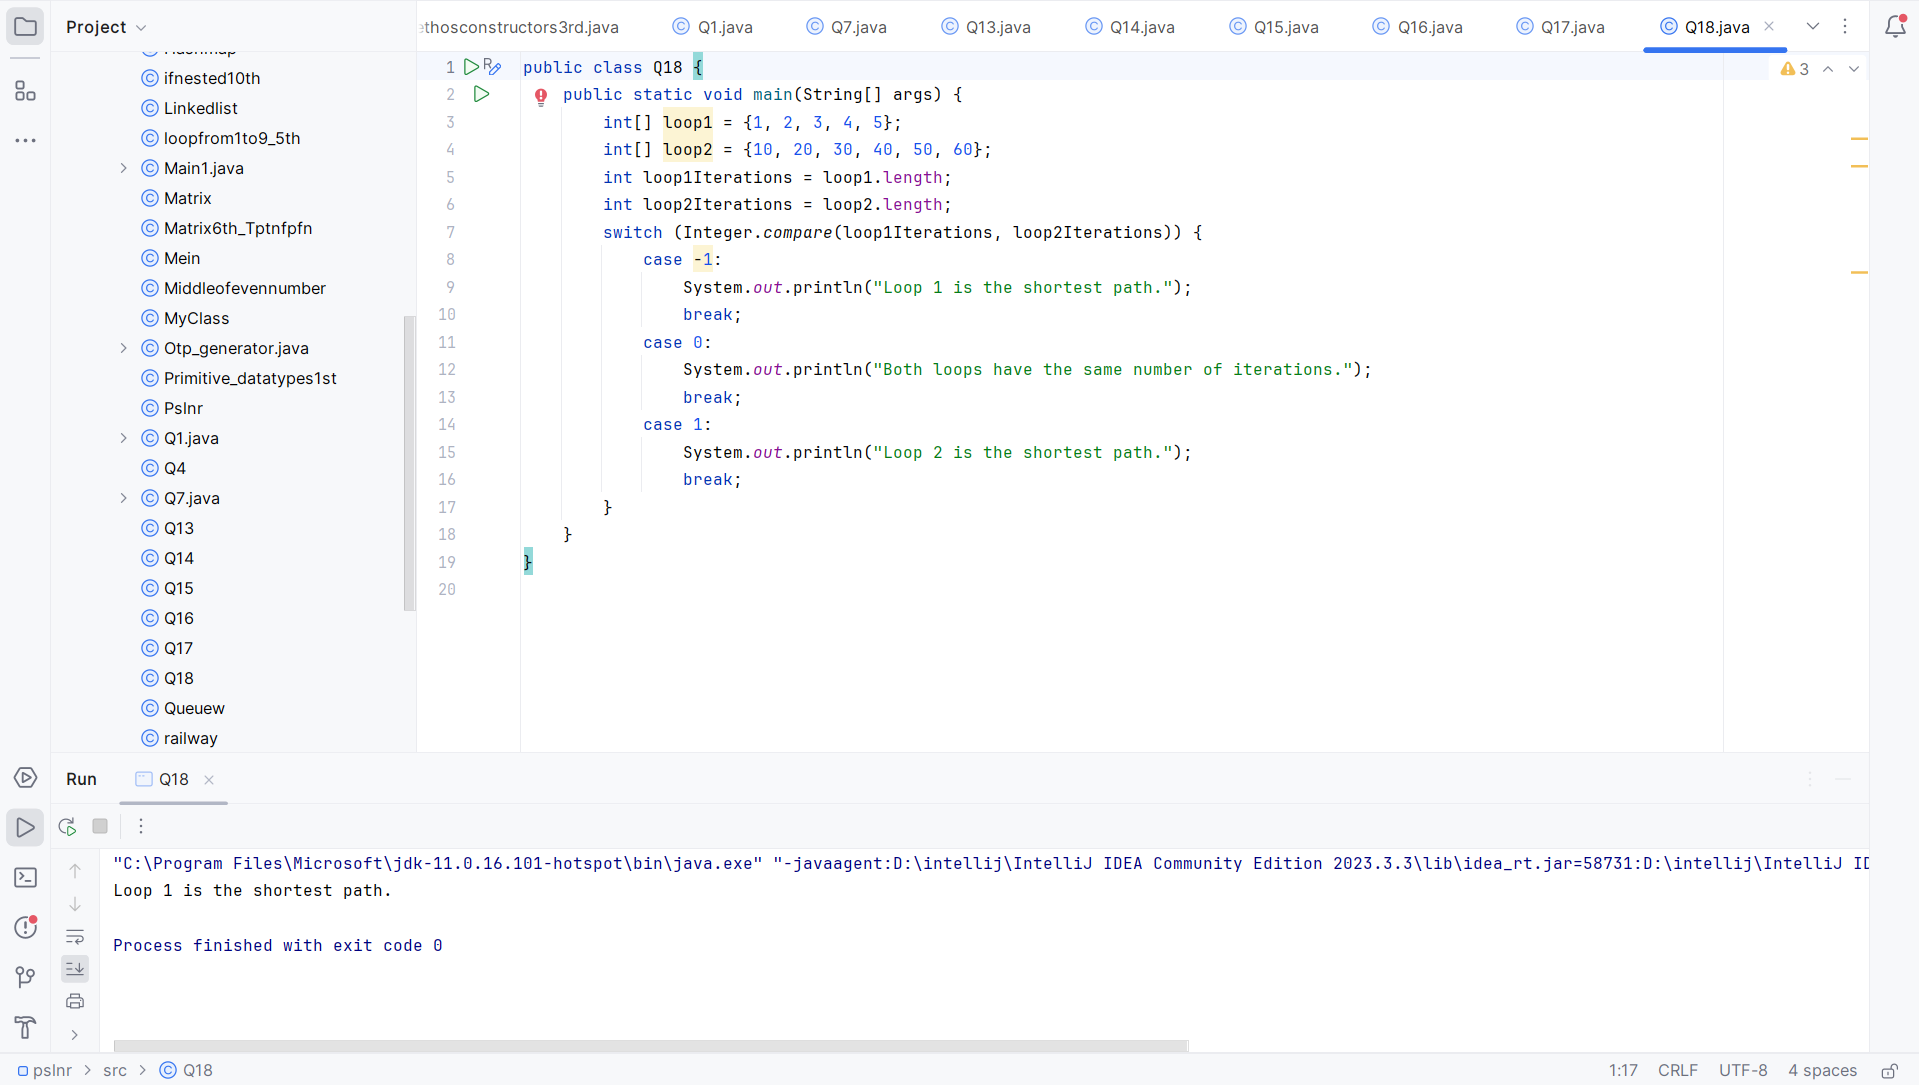 Project
ethosconstructors3rd.java Q1.java Q7.java Q13.java Q14.java Q15.java Q16.java Q17.java Q18.java
Hashmap
ifnested10th
Linkedlist
loopfrom1to9_5th
Main1.java
Matrix
Matrix6th_Tptnfpfn
Mein
Middleofevennumber
MyClass
Otp_generator.java
Primitive_datatypes1st
Pslnr
Q1.java
Q4
Q7.java
Q13
Q14
Q15
Q16
Q17
Q18
Queuew
railway
3
1 public class Q18 {
2 public static void main(String[] args) {
3 int[] loop1 = {1, 2, 3, 4, 5};
4 int[] loop2 = {10, 20, 30, 40, 50, 60};
5 int loop1Iterations = loop1.length;
6 int loop2Iterations = loop2.length;
7 switch (Integer.compare(loop1Iterations, loop2Iterations)) {
8 case -1:
9 System.out.println("Loop 1 is the shortest path.");
10 break;
11 case 0:
12 System.out.println("Both loops have the same number of iterations.");
13 break;
14 case 1:
15 System.out.println("Loop 2 is the shortest path.");
16 break;
17 }
18 }
19 }
20
Run Q18
"C:\Program Files\Microsoft\jdk-11.0.16.101-hotspot\bin\java.exe" "-javaagent:D:\intellij\IntelliJ IDEA Community Edition 2023.3.3\lib\idea_rt.jar=58731:D:\intellij\IntelliJ ID
Loop 1 is the shortest path.
Process finished with exit code 0
pslnr > src > Q18
1:17 CRLF UTF-8 4 spaces